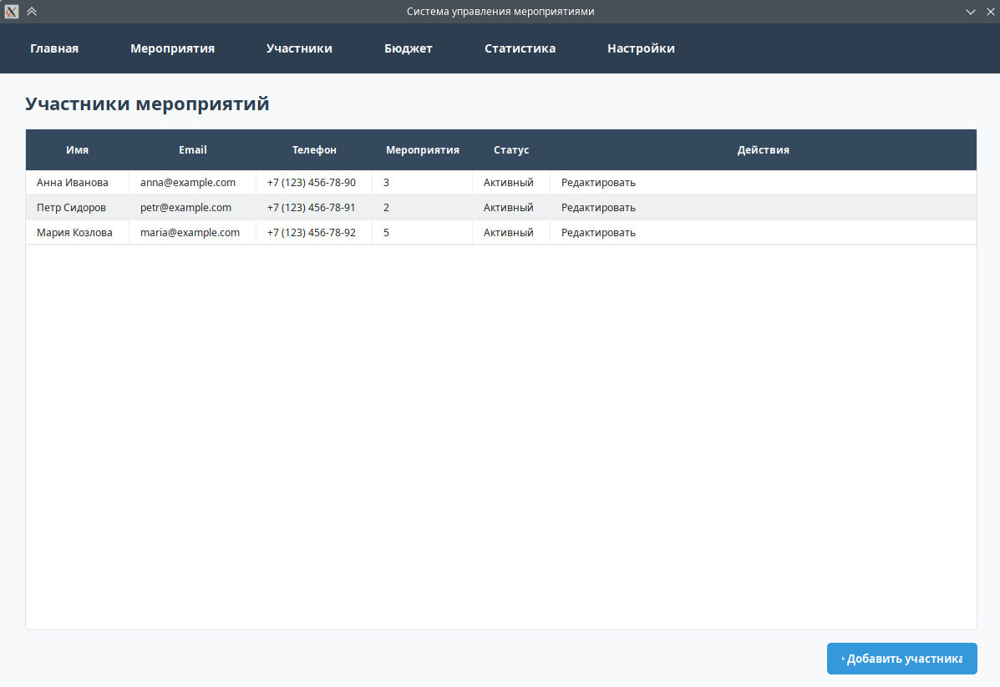 Система управления мероприятиями
Главная Мероприятия Участники Бюджет Статистика Настройки
Участники мероприятий
Имя Email Телефон Мероприятия Статус Действия
Анна Иванова anna@example.com +7 (123) 456-78-90 3 Активный Редактировать
Петр Сидоров petr@example.com +7 (123) 456-78-91 2 Активный Редактировать
Мария Козлова maria@example.com +7 (123) 456-78-92 5 Активный Редактировать
+ Добавить участника